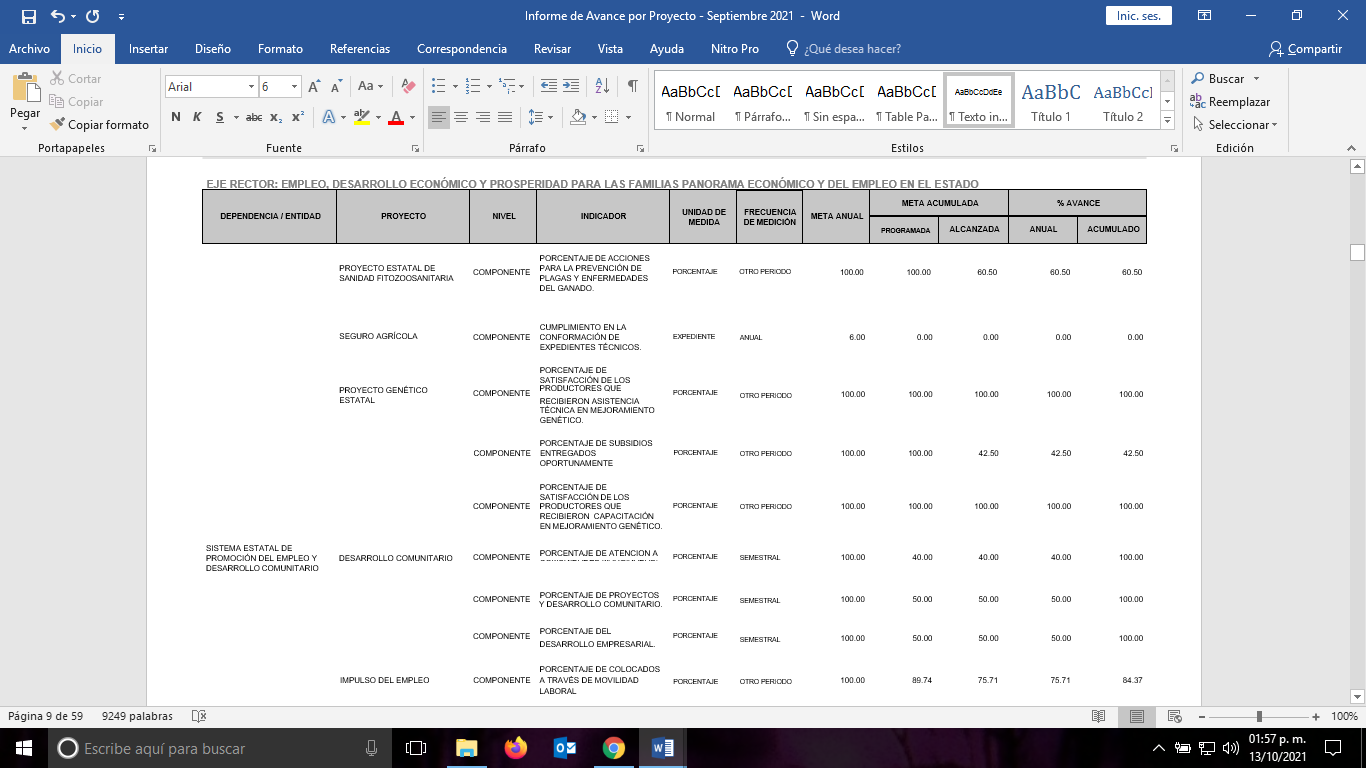 Informe de Avance por Proyecto - Septiembre 2021 - Word
Inic. ses.
Archivo Inicio Insertar Diseño Formato Referencias Correspondencia Revisar Vista Ayuda Nitro Pro ¿Qué desea hacer? Compartir
Pegar
Cortar
Copiar
Copiar formato
Portapapeles
Arial 6
N K S abc x₂ x²
Fuente
Párrafo
AaBbCcI AaBbCcI AaBbCcI AaBbCcI AaBbCcDdEe AaBbC AaBbCcI
¶ Normal ¶ Párrafo... ¶ Sin espa... ¶ Table Pa... ¶ Texto in... Título 1 Título 2
Estilos
Buscar
Reemplazar
Seleccionar
Edición
EJE RECTOR: EMPLEO, DESARROLLO ECONÓMICO Y PROSPERIDAD PARA LAS FAMILIAS PANORAMA ECONÓMICO Y DEL EMPLEO EN EL ESTADO
DEPENDENCIA / ENTIDAD
PROYECTO
NIVEL
INDICADOR
UNIDAD DE
MEDIDA
FRECUENCIA
DE MEDICIÓN
META ANUAL
META ACUMULADA
PROGRAMADA ALCANZADA
% AVANCE
ANUAL ACUMULADO
PROYECTO ESTATAL DE
SANIDAD FITOZOOSANITARIA
COMPONENTE
PORCENTAJE DE ACCIONES
PARA LA PREVENCIÓN DE
PLAGAS Y ENFERMEDADES
DEL GANADO.
PORCENTAJE OTRO PERIODO 100.00 100.00 60.50 60.50 60.50
SEGURO AGRÍCOLA
COMPONENTE
CUMPLIMIENTO EN LA
CONFORMACIÓN DE
EXPEDIENTES TÉCNICOS.
EXPEDIENTE ANUAL 6.00 0.00 0.00 0.00 0.00
PROYECTO GENÉTICO
ESTATAL
COMPONENTE
PORCENTAJE DE
SATISFACCIÓN DE LOS
PRODUCTORES QUE
RECIBIERON ASISTENCIA
TÉCNICA EN MEJORAMIENTO
GENÉTICO.
PORCENTAJE OTRO PERIODO 100.00 100.00 100.00 100.00 100.00
COMPONENTE
PORCENTAJE DE SUBSIDIOS
ENTREGADOS
OPORTUNAMENTE
PORCENTAJE OTRO PERIODO 100.00 100.00 42.50 42.50 42.50
COMPONENTE
PORCENTAJE DE
SATISFACCIÓN DE LOS
PRODUCTORES QUE
RECIBIERON CAPACITACIÓN
EN MEJORAMIENTO GENÉTICO.
PORCENTAJE OTRO PERIODO 100.00 100.00 100.00 100.00 100.00
SISTEMA ESTATAL DE
PROMOCIÓN DEL EMPLEO Y
DESARROLLO COMUNITARIO
DESARROLLO COMUNITARIO
COMPONENTE
PORCENTAJE DE ATENCION A
PORCENTAJE SEMESTRAL 100.00 40.00 40.00 40.00 100.00
COMPONENTE
PORCENTAJE DE PROYECTOS
Y DESARROLLO COMUNITARIO.
PORCENTAJE SEMESTRAL 100.00 50.00 50.00 50.00 100.00
COMPONENTE
PORCENTAJE DEL
DESARROLLO EMPRESARIAL.
PORCENTAJE SEMESTRAL 100.00 50.00 50.00 50.00 100.00
IMPULSO DEL EMPLEO
COMPONENTE
PORCENTAJE DE COLOCADOS
A TRAVÉS DE MOVILIDAD
LABORAL
PORCENTAJE OTRO PERIODO 100.00 89.74 75.71 75.71 84.37
Página 9 de 59 9249 palabras
100%
Escribe aquí para buscar
01:57 p. m.
13/10/2021